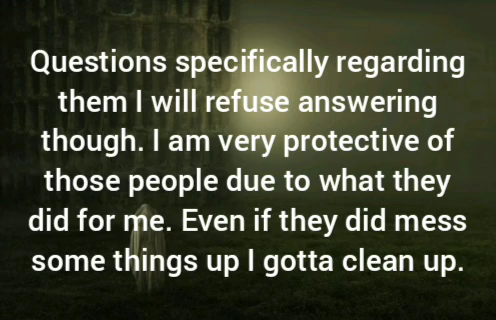 Questions specifically regarding
them I will refuse answering
though. I am very protective of
those people due to what they
did for me. Even if they did mess
some things up I gotta clean up.